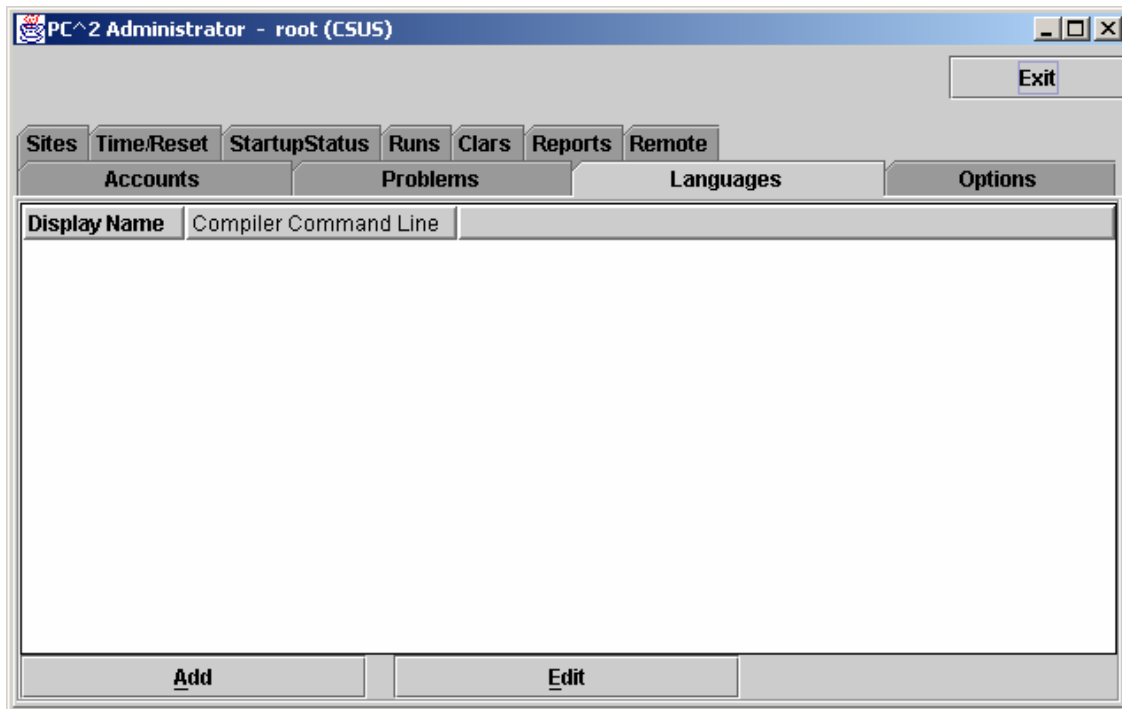 PC^2 Administrator - root (CSUS)
Exit
Sites Time/Reset StartupStatus Runs Clars Reports Remote
Accounts Problems Languages Options
Display Name Compiler Command Line
Add Edit